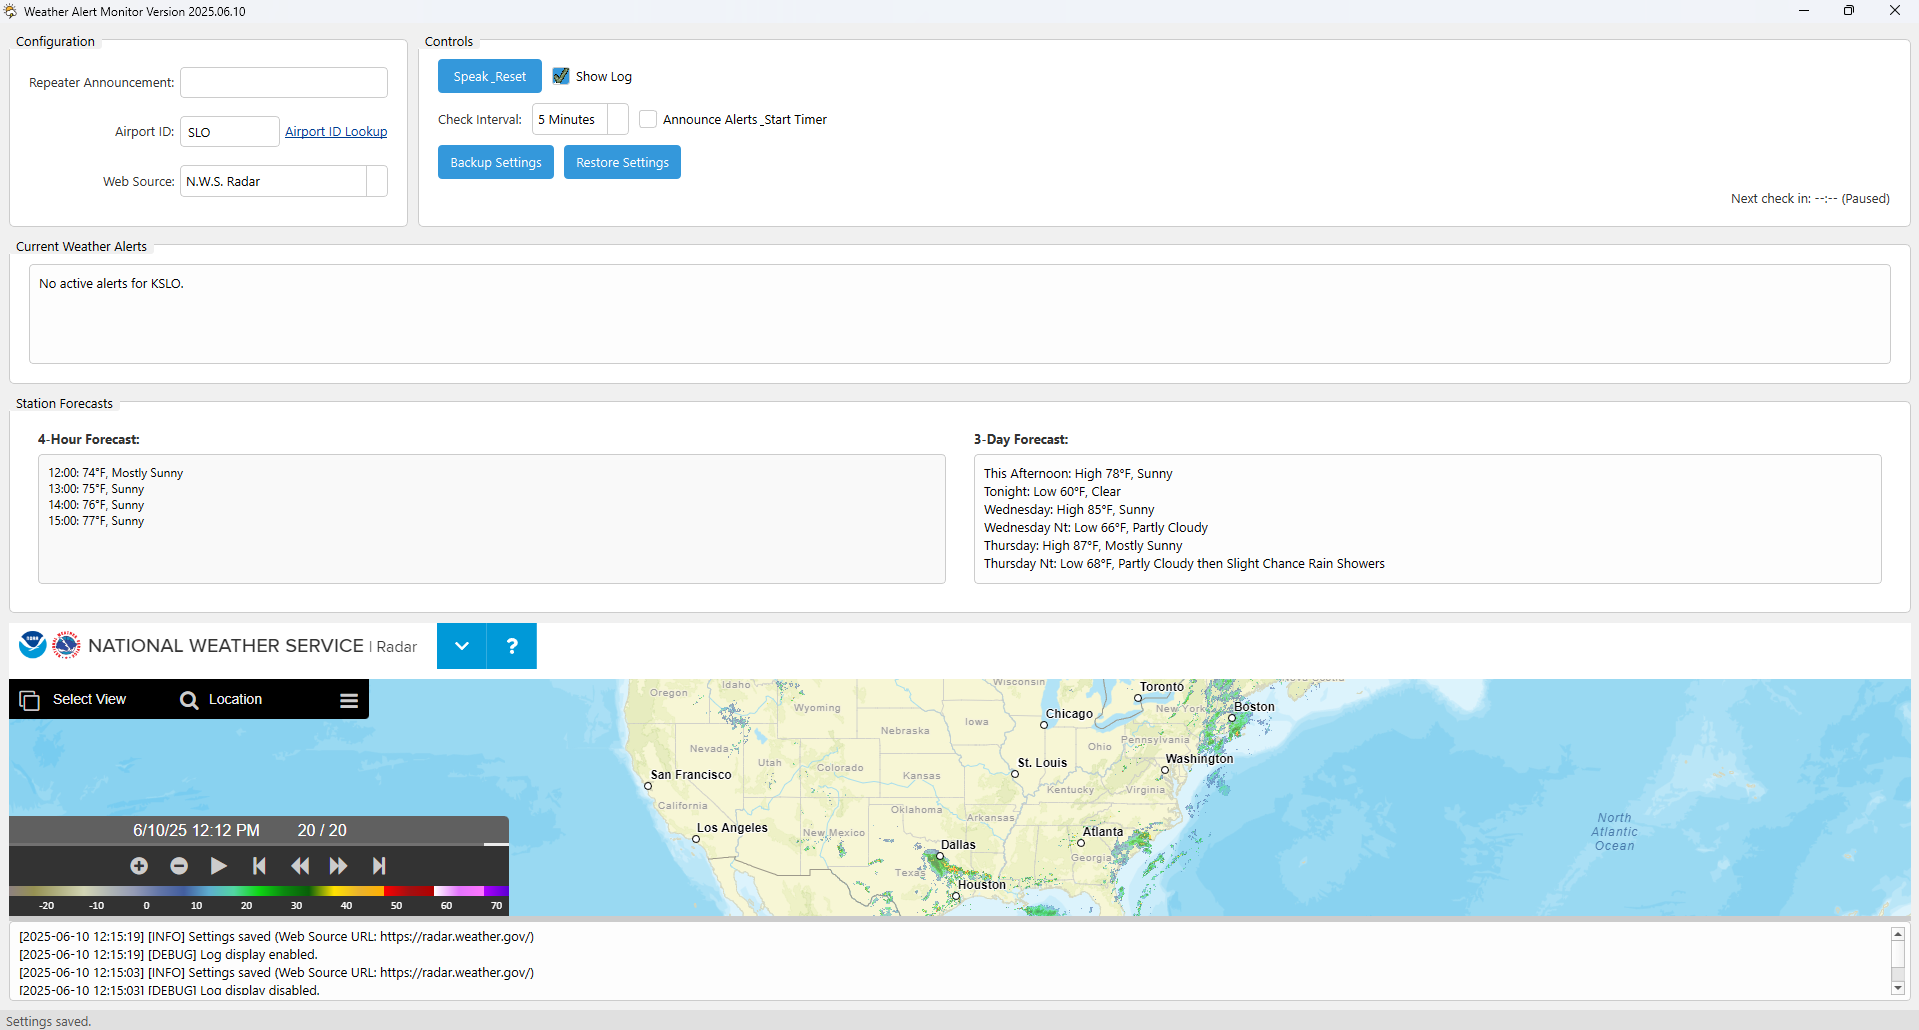 Weather Alert Monitor Version 2025.06.10
Configuration
Repeater Announcement:
Airport ID: SLO Airport ID Lookup
Web Source: N.W.S. Radar
Controls
Speak _Reset Show Log
Check Interval: 5 Minutes Announce Alerts _Start Timer
Backup Settings Restore Settings
Next check in: --:-- (Paused)
Current Weather Alerts
No active alerts for KSLO.
Station Forecasts
4-Hour Forecast:
12:00: 74°F, Mostly Sunny
13:00: 75°F, Sunny
14:00: 76°F, Sunny
15:00: 77°F, Sunny
3-Day Forecast:
This Afternoon: High 78°F, Sunny
Tonight: Low 60°F, Clear
Wednesday: High 85°F, Sunny
Wednesday Nt: Low 66°F, Partly Cloudy
Thursday: High 87°F, Mostly Sunny
Thursday Nt: Low 68°F, Partly Cloudy then Slight Chance Rain Showers
NATIONAL WEATHER SERVICE | Radar ?
Select View Location
Oregon Idaho Wisconsin Toronto
Wyoming Iowa Chicago New York Boston
Nebraska
Nevada Utah Colorado Ohio Pennsylvania
San Francisco Kansas St. Louis Washington
California Kentucky Virginia
Oklahoma Arkansas
Los Angeles New Mexico Atlanta
Dallas Georgia
Texas Houston
North
Atlantic
Ocean
6/10/25 12:12 PM 20 / 20
-20 -10 0 10 20 30 40 50 60 70
[2025-06-10 12:15:19] [INFO] Settings saved (Web Source URL: https://radar.weather.gov/)
[2025-06-10 12:15:19] [DEBUG] Log display enabled.
[2025-06-10 12:15:03] [INFO] Settings saved (Web Source URL: https://radar.weather.gov/)
[2025-06-10 12:15:03] [DEBUG] Log display disabled.
Settings saved.